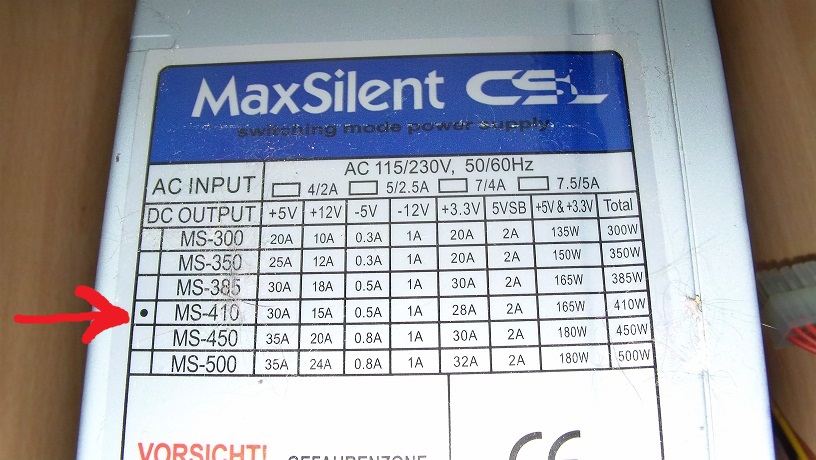 MaxSilent CSL
switching mode power supply
AC INPUT AC 115/230V, 50/60Hz
4/2A 5/2.5A 7/4A 7.5/5A
DC OUTPUT +5V +12V -5V -12V +3.3V 5VSB +5V & +3.3V Total
MS-300 20A 10A 0.3A 1A 20A 2A 135W 300W
MS-350 25A 12A 0.3A 1A 20A 2A 150W 350W
MS-385 30A 18A 0.5A 1A 30A 2A 165W 385W
• MS-410 30A 15A 0.5A 1A 28A 2A 165W 410W
MS-450 35A 20A 0.8A 1A 30A 2A 180W 450W
MS-500 35A 24A 0.8A 1A 32A 2A 180W 500W
VORSICHT! GEFAHRENZONE CE